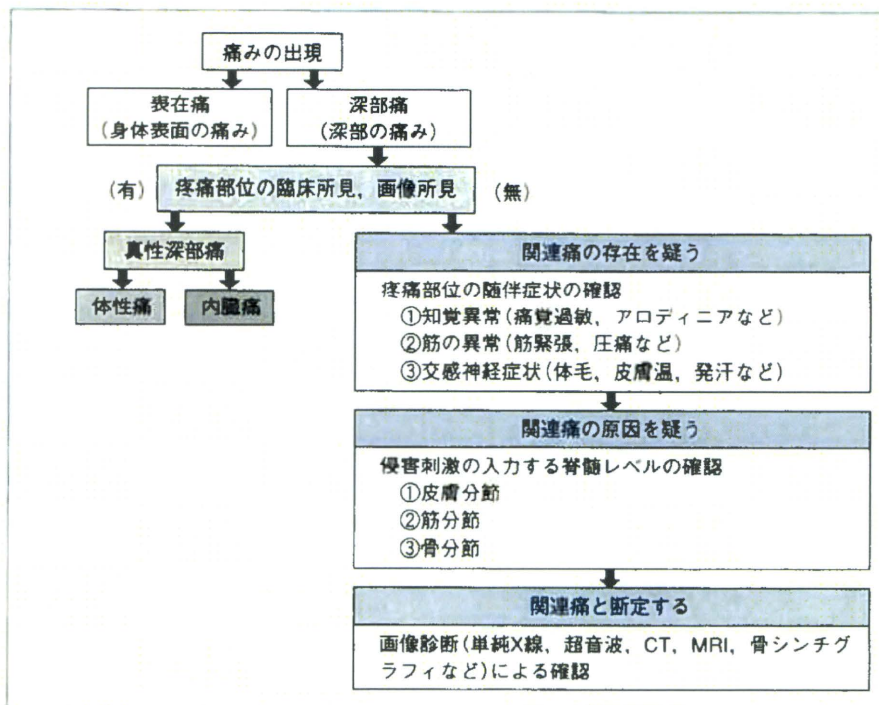 痛みの出現
表在痛
(身体表面の痛み)
深部痛
(深部の痛み)
(有)
疼痛部位の臨床所見，画像所見
(無)
真性深部痛
体性痛
内臓痛
関連痛の存在を疑う
疼痛部位の随伴症状の確認
①知覚異常(痛覚過敏，アロディニアなど)
②筋の異常(筋緊張，圧痛など)
③交感神経症状(体毛，皮膚温，発汗など)
関連痛の原因を疑う
侵害刺激の入力する脊髄レベルの確認
①皮膚分節
②筋分節
③骨分節
関連痛と断定する
画像診断(単純X線，超音波，CT，MRI，骨シンチグ
ラフィなど)による確認